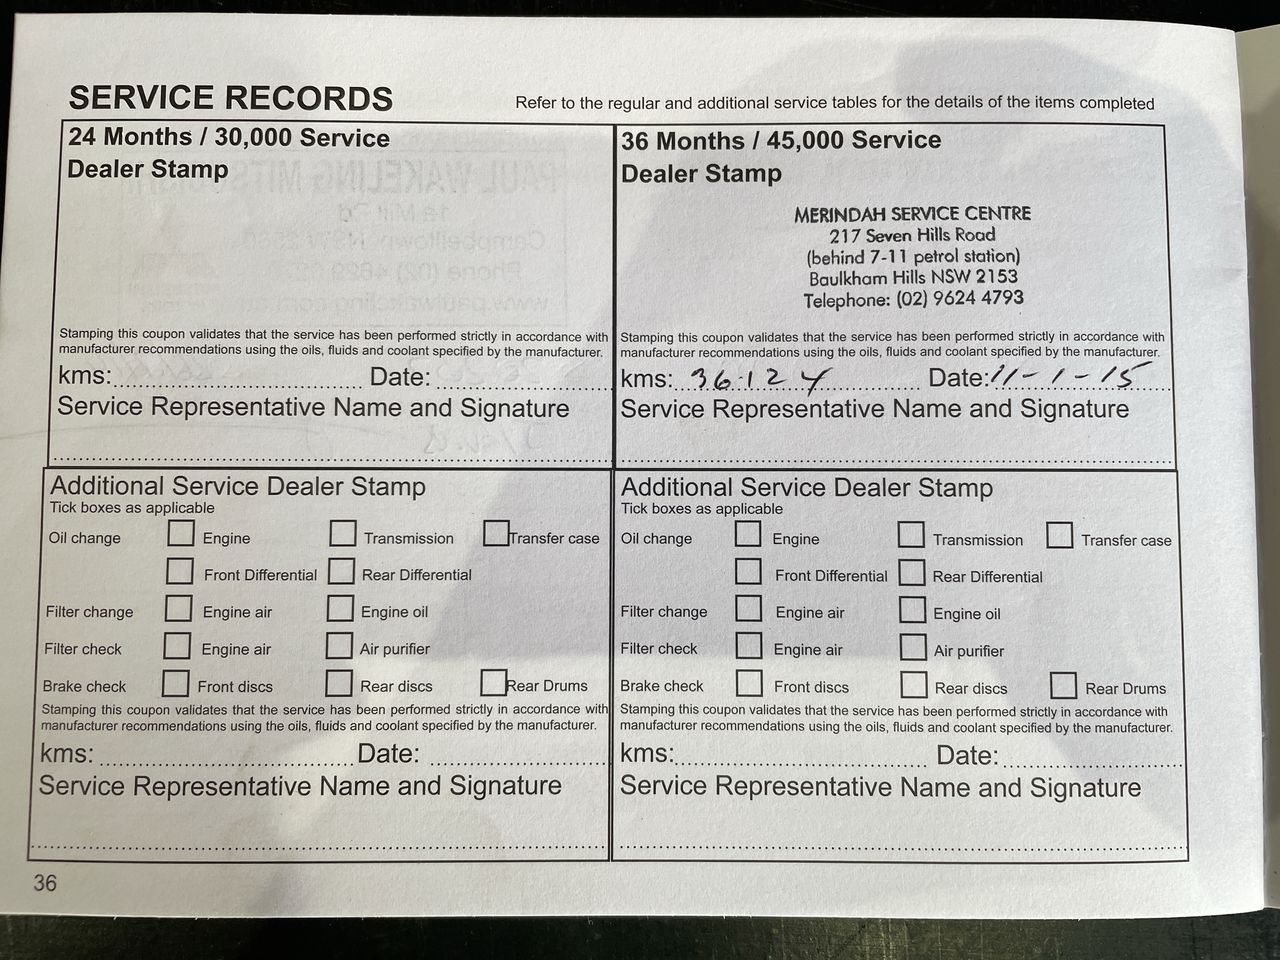 SERVICE RECORDS
Refer to the regular and additional service tables for the details of the items completed
24 Months / 30,000 Service
Dealer Stamp
Stamping this coupon validates that the service has been performed strictly in accordance with
manufacturer recommendations using the oils, fluids and coolant specified by the manufacturer.
kms: Date:
Service Representative Name and Signature
36 Months / 45,000 Service
Dealer Stamp
MERINDAH SERVICE CENTRE
217 Seven Hills Road
(behind 7-11 petrol station)
Baulkham Hills NSW 2153
Telephone: (02) 9624 4793
Stamping this coupon validates that the service has been performed strictly in accordance with
manufacturer recommendations using the oils, fluids and coolant specified by the manufacturer.
kms: 36124 Date: 11-1-15
Service Representative Name and Signature
Additional Service Dealer Stamp
Tick boxes as applicable
Oil change Engine Transmission Transfer case
Front Differential Rear Differential
Filter change Engine air Engine oil
Filter check Engine air Air purifier
Brake check Front discs Rear discs Rear Drums
Stamping this coupon validates that the service has been performed strictly in accordance with
manufacturer recommendations using the oils, fluids and coolant specified by the manufacturer.
kms: Date:
Service Representative Name and Signature
Additional Service Dealer Stamp
Tick boxes as applicable
Oil change Engine Transmission Transfer case
Front Differential Rear Differential
Filter change Engine air Engine oil
Filter check Engine air Air purifier
Brake check Front discs Rear discs Rear Drums
Stamping this coupon validates that the service has been performed strictly in accordance with
manufacturer recommendations using the oils, fluids and coolant specified by the manufacturer.
kms: Date:
Service Representative Name and Signature
36